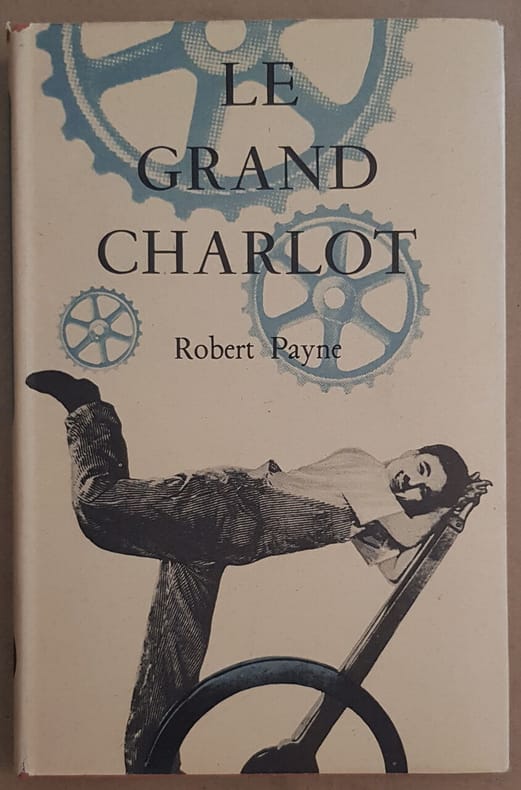 LE
GRAND
CHARLOT
Robert Payne